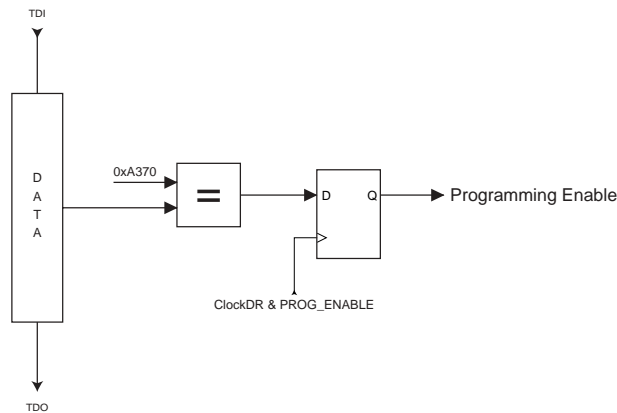 TDI
D
A
T
A
0xA370
=
D
Q
Programming Enable
ClockDR & PROG_ENABLE
TDO